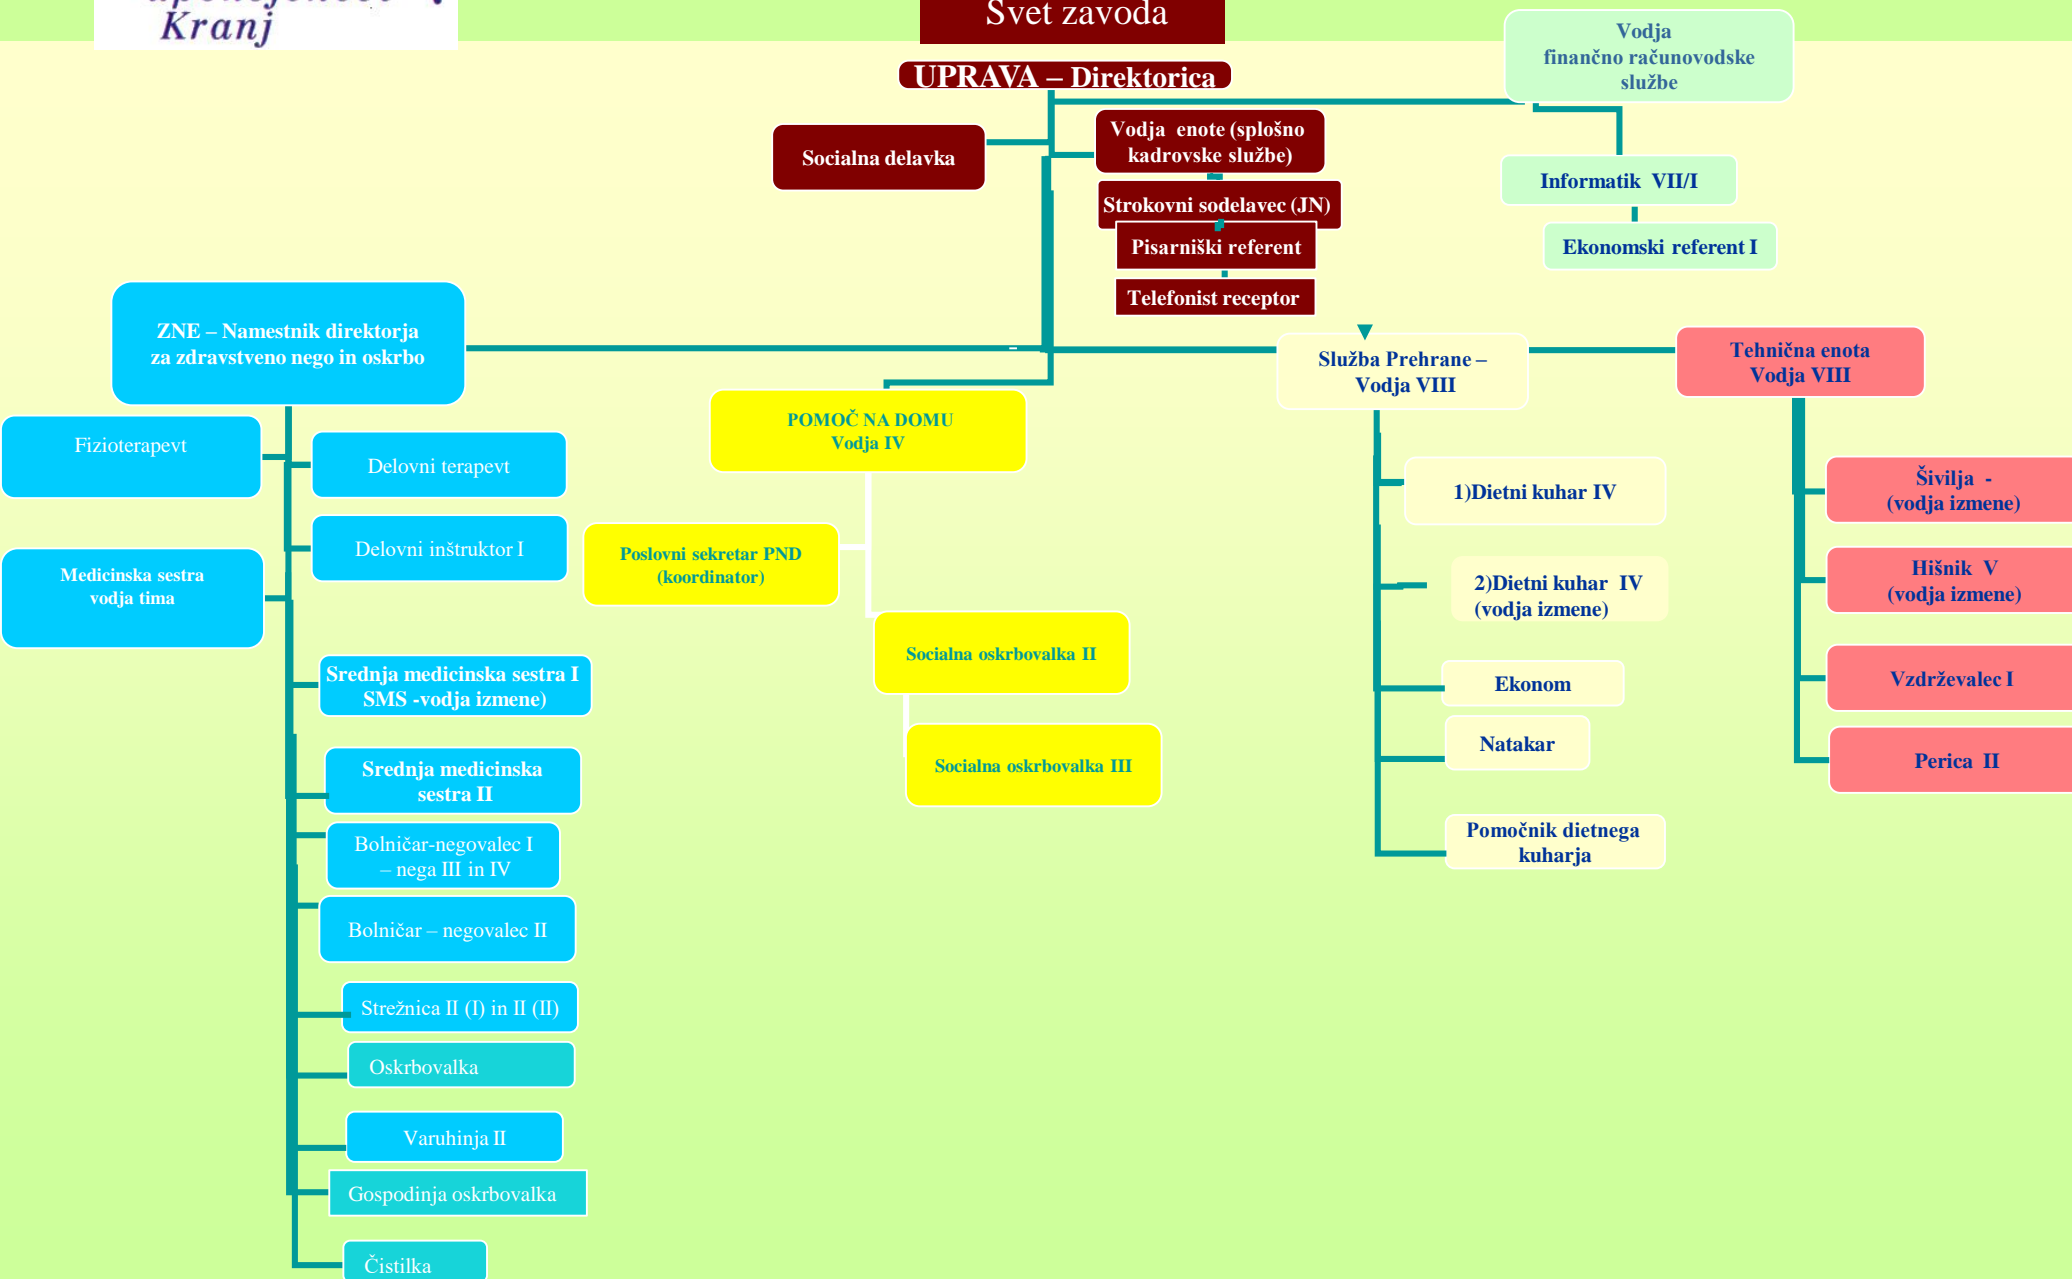 Kranj
Svet zavoda
UPRAVA – Direktorica
Vodja
finančno računovodske
službe
Socialna delavka
Vodja enote (splošno
kadrovske službe)
Strokovni sodelavec (JN)
Pisarniški referent
Telefonist receptor
Informatik VII/I
Ekonomski referent I
ZNE – Namestnik direktorja
za zdravstveno nego in oskrbo
Služba Prehrane –
Vodja VIII
Tehnična enota
Vodja VIII
POMOČ NA DOMU
Vodja IV
Fizioterapevt
Delovni terapevt
Delovni inštruktor I
Medicinska sestra
vodja tima
Srednja medicinska sestra I
SMS -vodja izmene)
Srednja medicinska
sestra II
Bolničar-negovalec I
– nega III in IV
Bolničar – negovalec II
Strežnica II (I) in II (II)
Oskrbovalka
Varuhinja II
Gospodinja oskrbovalka
Čistilka
Poslovni sekretar PND
(koordinator)
Socialna oskrbovalka II
Socialna oskrbovalka III
1)Dietni kuhar IV
2)Dietni kuhar IV
(vodja izmene)
Ekonom
Natakar
Pomočnik dietnega
kuharja
Šivilja -
(vodja izmene)
Hišnik V
(vodja izmene)
Vzdrževalec I
Perica II